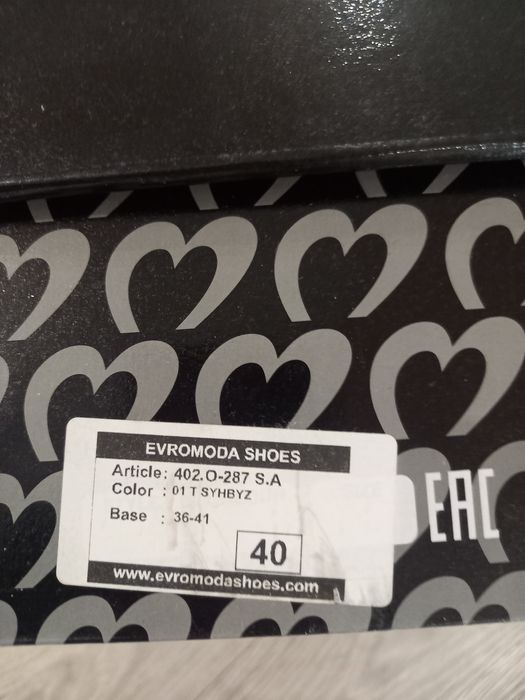 EVROMODA SHOES
Article: 402.O-287 S.A
Color : 01 T SYHBYZ
Base : 36-41
40
www.evromodashoes.com
EAC